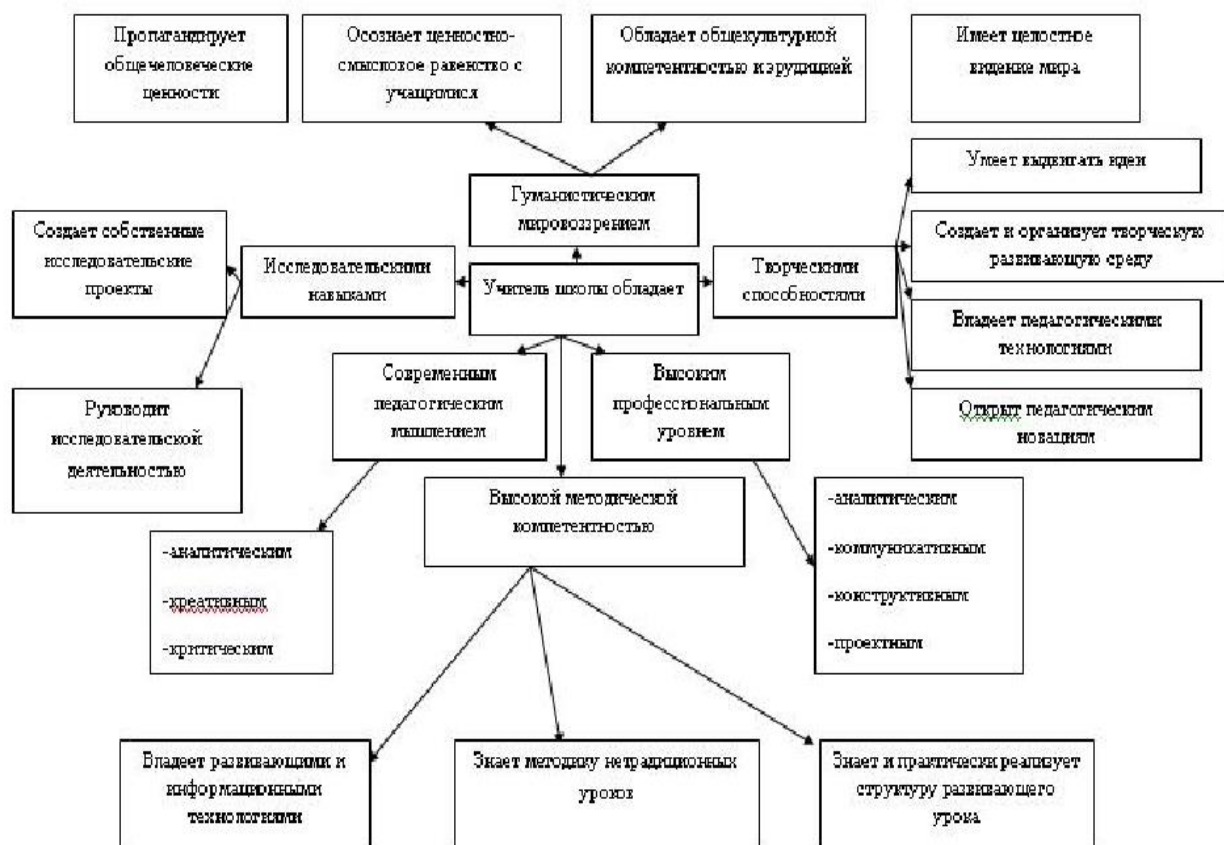 Пропагандирует
общечеловеческие
ценности
Осознает ценностно-
смысловое равенство с
учащимися
Обладает общекультурной
компетентностью и эрудицией
Имеет целостное
видение мира
Умеет выдвигать идеи
Гуманистическим
мировоззрением
Создает собственные
исследовательские
проекты
Исследовательскими
навыками
Учитель школы обладает
Творческими
способностями
Создает и организует творческую
развивающую среду
Владеет педагогическими
технологиями
Современным
педагогическим
мышлением
Высоким
профессиональным
уровнем
Руководит
исследовательской
деятельностью
Открыт педагогическим
новациям
Высокой методической
компетентностью
-аналитическим
-креативным
-критическим
-аналитическим
-коммуникативным
-конструктивным
-проектным
Владеет развивающими и
информационными
технологиями
Знает методику нетрадиционных
уроков
Знает и практически реализует
структуру развивающего
урока